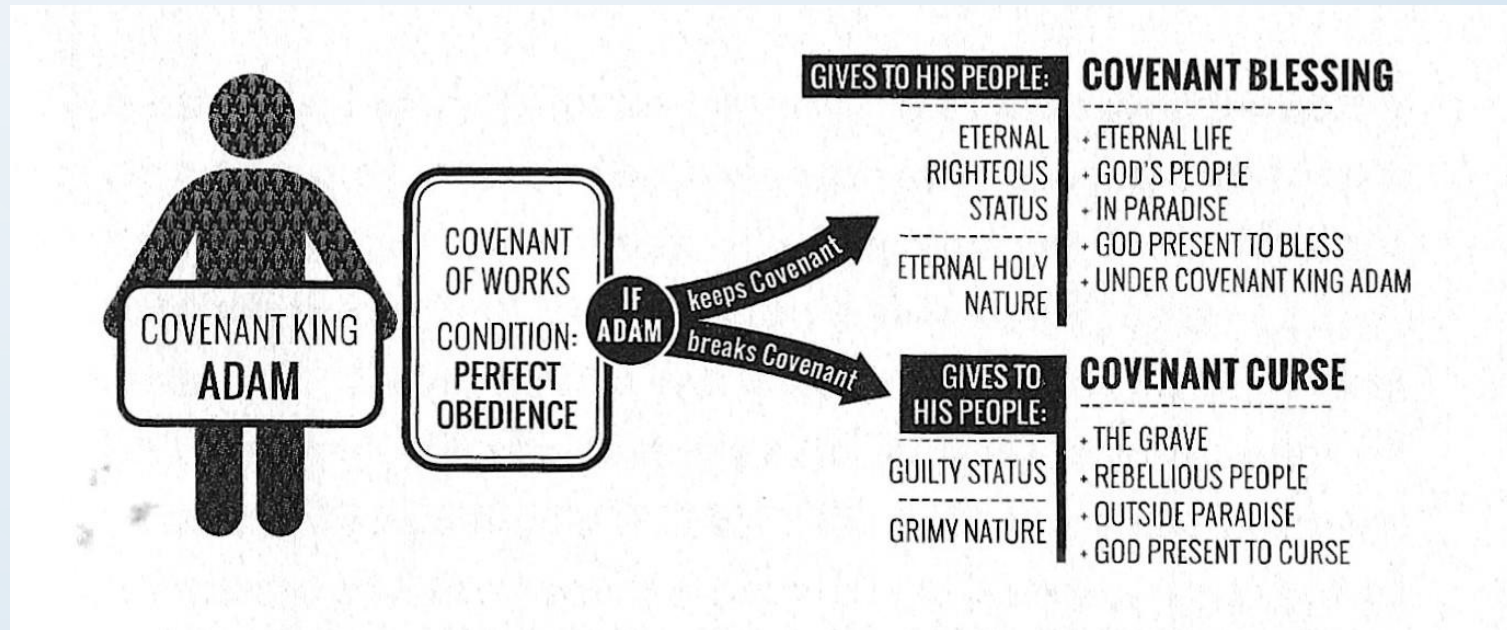 COVENANT KING
ADAM
COVENANT
OF WORKS
CONDITION:
PERFECT
OBEDIENCE
IF
ADAM
keeps Covenant
breaks Covenant
GIVES TO HIS PEOPLE:
ETERNAL
RIGHTEOUS
STATUS
ETERNAL HOLY
NATURE
COVENANT BLESSING
+ ETERNAL LIFE
+ GOD'S PEOPLE
+ IN PARADISE
+ GOD PRESENT TO BLESS
+ UNDER COVENANT KING ADAM
GIVES TO
HIS PEOPLE:
GUILTY STATUS
GRIMY NATURE
COVENANT CURSE
+ THE GRAVE
+ REBELLIOUS PEOPLE
+ OUTSIDE PARADISE
+ GOD PRESENT TO CURSE